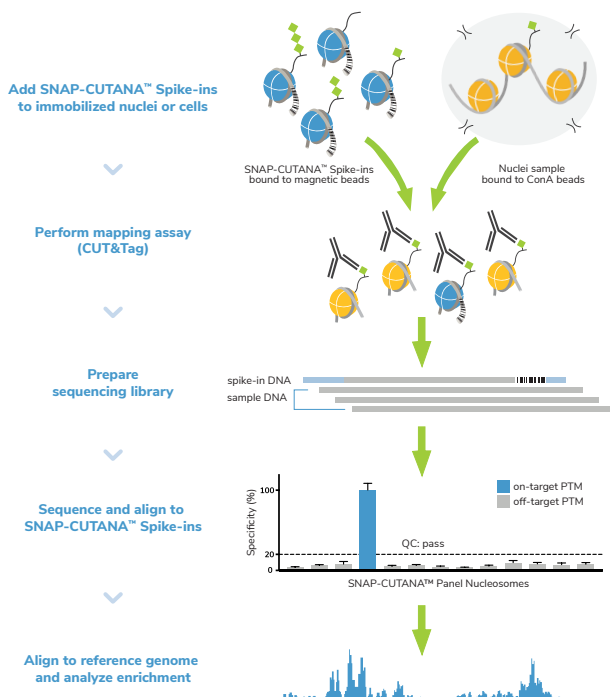 Add SNAP-CUTANA™ Spike-ins
to immobilized nuclei or cells
SNAP-CUTANA™ Spike-ins
bound to magnetic beads
Nuclei sample
bound to ConA beads
Perform mapping assay
(CUT&Tag)
Prepare
sequencing library
spike-in DNA
sample DNA
Sequence and align to
SNAP-CUTANA™ Spike-ins
Specificity (%)
100
20
0
on-target PTM
off-target PTM
QC: pass
SNAP-CUTANA™ Panel Nucleosomes
Align to reference genome
and analyze enrichment